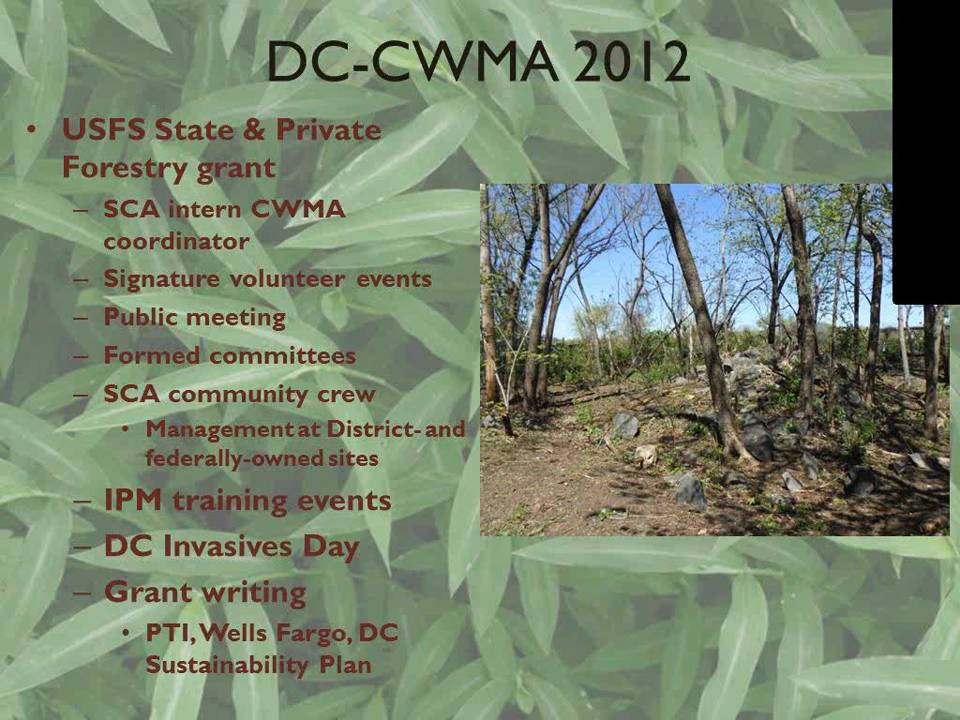 DC-CWMA 2012
• USFS State & Private
Forestry grant
– SCA intern CWMA
coordinator
– Signature volunteer events
– Public meeting
– Formed committees
– SCA community crew
• Management at District- and
federally-owned sites
– IPM training events
– DC Invasives Day
– Grant writing
• PTI, Wells Fargo, DC
Sustainability Plan